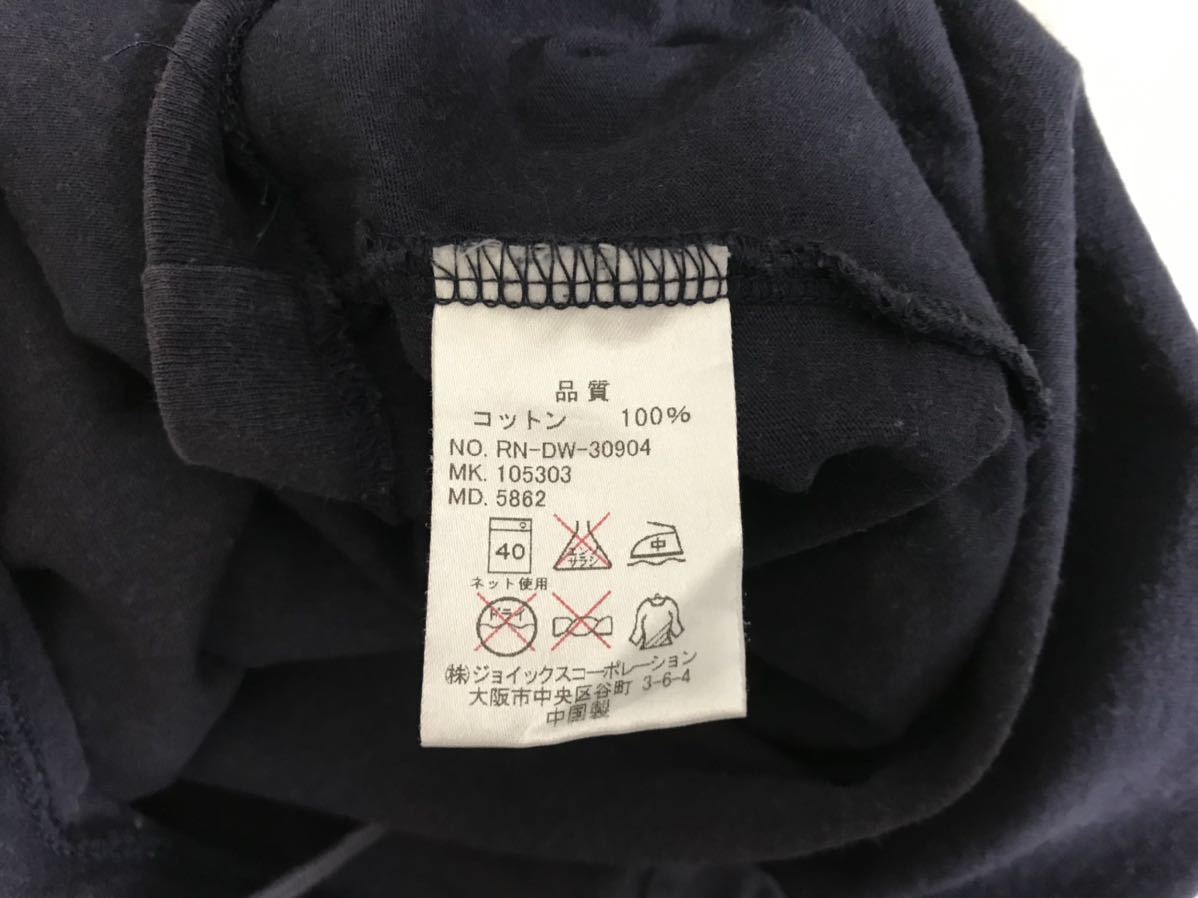 品質
コットン 100%
NO. RN-DW-30904
MK. 105303
MD. 5862
40
エンソ
サラシ
中
ネット使用
ドライ
㈱ジョイックスコーポレーション
大阪市中央区谷町 3-6-4
中国製